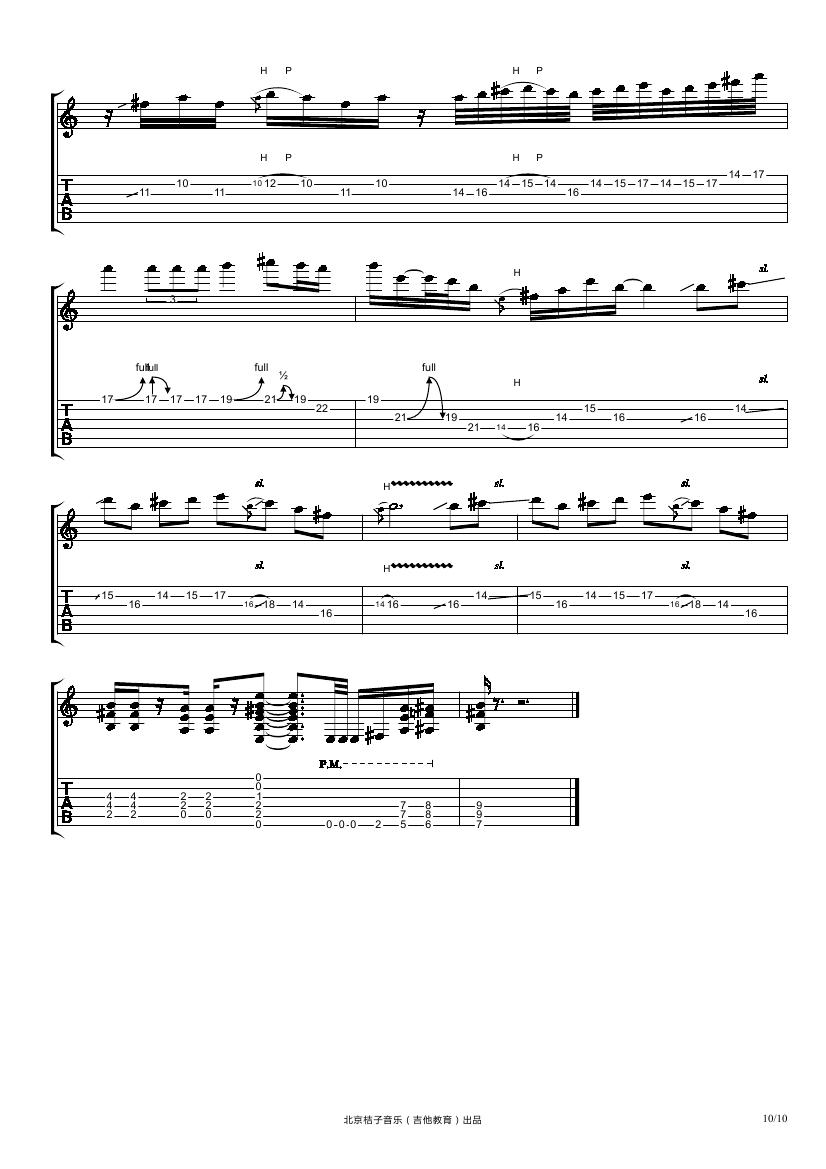 H P
H P
H P
H P
T 11 10 11 10 12 10 11 10 14 16 14 15 14 16 14 15 17 14 15 17 14 17
A
B
3
H
sl.
full full full ½ full
H
sl.
T 17 17 17 17 19 21 19 22 19 21 19 21 14 16 14 15 16 16 14
A
B
sl. H sl. sl.
sl. H sl. sl.
T 15 16 14 15 17 16 18 14 16 14 16 16 14 15 16 14 15 17 16 18 14 16
A
B
P.M.
T
A
B
0
0
4 4 2 2 1
4 4 2 2 2 7 8 9
2 2 0 0 2 7 8 9
0 0 0 0 2 5 6 7
北京桔子音乐（吉他教育）出品
10/10